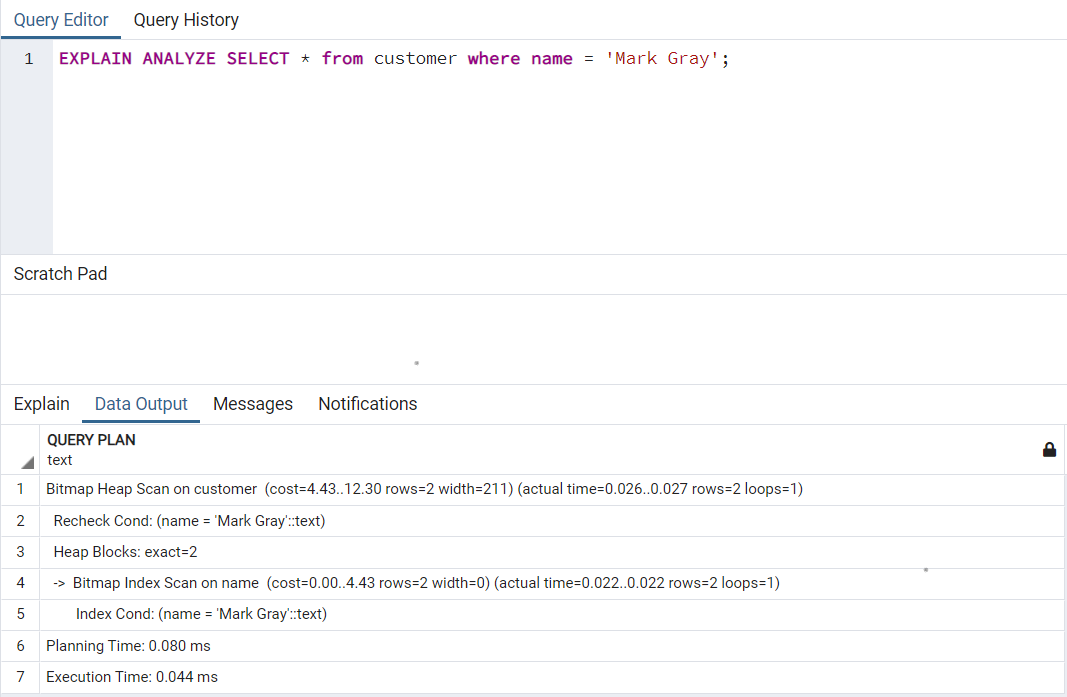 Query Editor Query History
1 EXPLAIN ANALYZE SELECT * from customer where name = 'Mark Gray';
Scratch Pad
Explain Data Output Messages Notifications
QUERY PLAN
text
1 Bitmap Heap Scan on customer (cost=4.43..12.30 rows=2 width=211) (actual time=0.026..0.027 rows=2 loops=1)
2 Recheck Cond: (name = 'Mark Gray'::text)
3 Heap Blocks: exact=2
4 -> Bitmap Index Scan on name (cost=0.00..4.43 rows=2 width=0) (actual time=0.022..0.022 rows=2 loops=1)
5 Index Cond: (name = 'Mark Gray'::text)
6 Planning Time: 0.080 ms
7 Execution Time: 0.044 ms